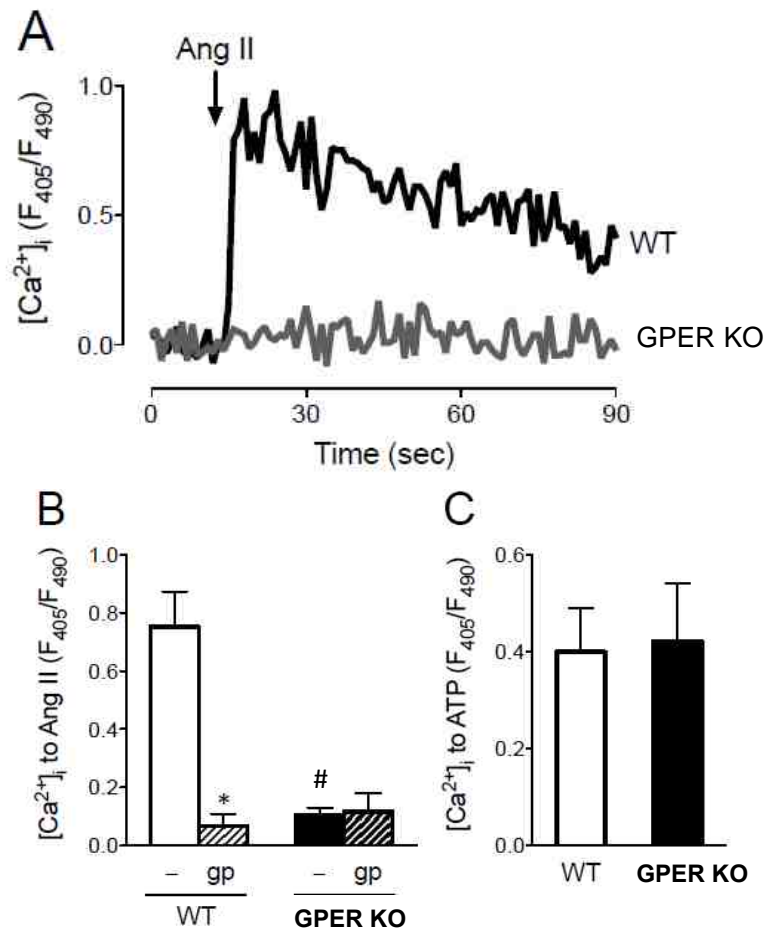 A
Ang II
[Ca²⁺]ᵢ (F₄₀₅/F₄₉₀)
1.0
0.5
0.0
WT
GPER KO
0
30
60
90
Time (sec)
B
[Ca²⁺]ᵢ to Ang II (F₄₀₅/F₄₉₀)
1.0
0.8
0.6
0.4
0.2
0.0
*
#
– gp – gp
WT GPER KO
C
[Ca²⁺]ᵢ to ATP (F₄₀₅/F₄₉₀)
0.6
0.4
0.2
0.0
WT GPER KO